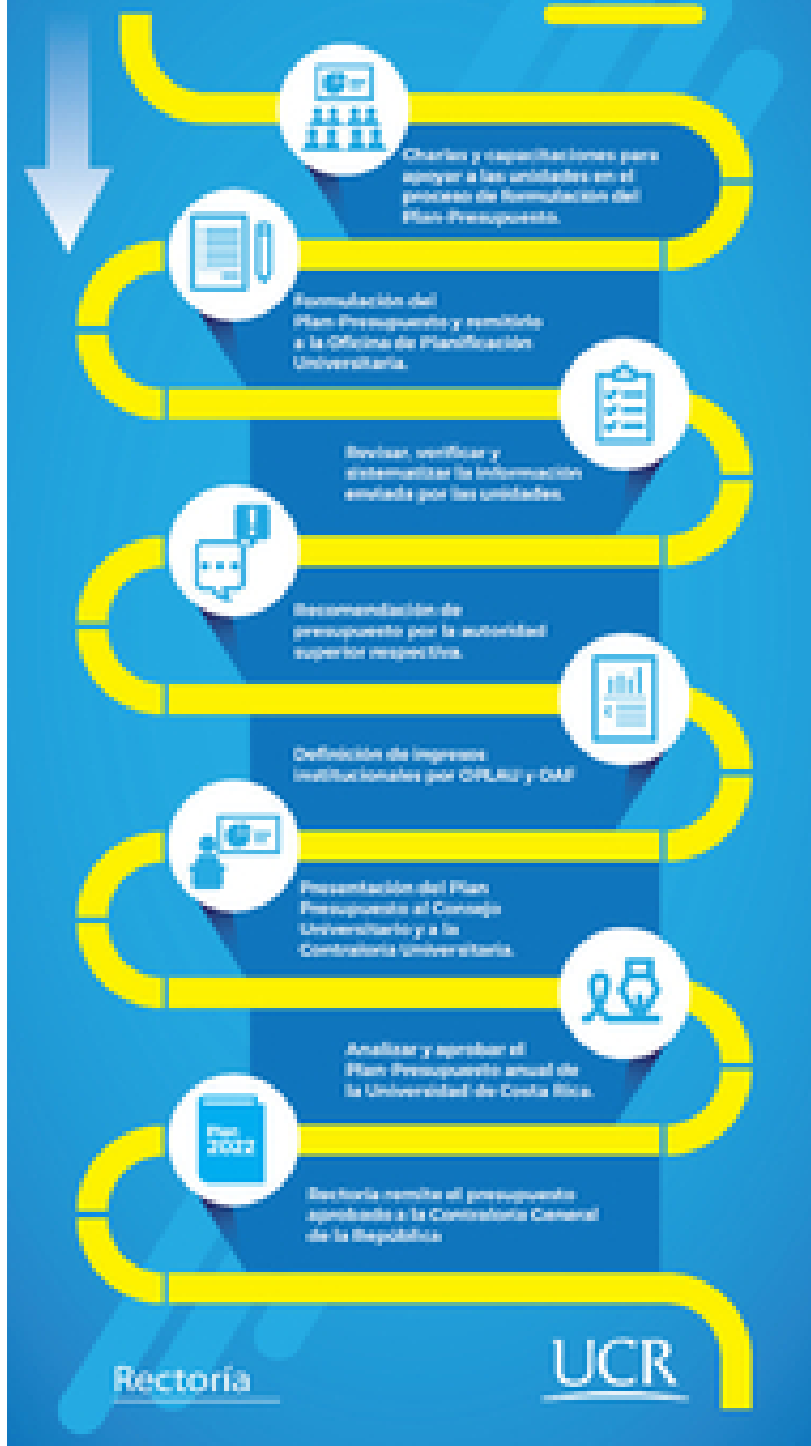 Charlas y capacitaciones para
apoyar a las unidades en el
proceso de formulación del
Plan-Presupuesto.
Formulación del
Plan-Presupuesto y remitirlo
a la Oficina de Planificación
Universitaria.
Revisar, verificar y
sistematizar la información
enviada por las unidades.
Recomendación de
presupuesto por la autoridad
superior respectiva.
Definición de ingresos
institucionales por OPLAU y OAF
Presentación del Plan
Presupuesto al Consejo
Universitario y a la
Contraloría Universitaria.
Analizar y aprobar el
Plan-Presupuesto anual de
la Universidad de Costa Rica.
Plan
2022
Rectoría remite el presupuesto
aprobado a la Contraloría General
de la República
Rectoría
UCR